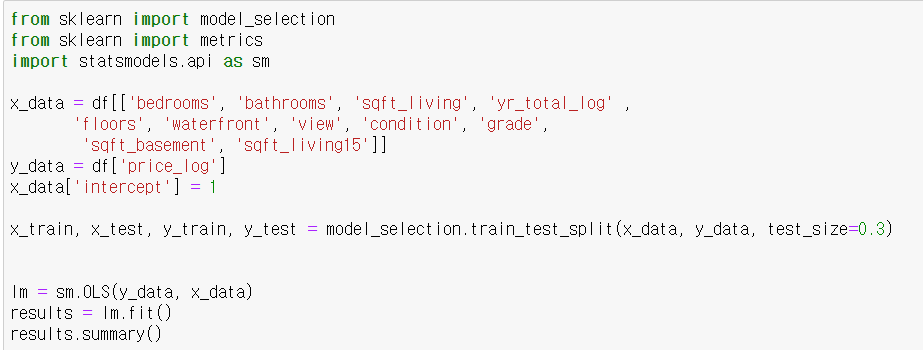 from sklearn import model_selection
from sklearn import metrics
import statsmodels.api as sm

x_data = df[['bedrooms', 'bathrooms', 'sqft_living', 'yr_total_log' ,
       'floors', 'waterfront', 'view', 'condition', 'grade',
        'sqft_basement', 'sqft_living15']]
y_data = df['price_log']
x_data['intercept'] = 1

x_train, x_test, y_train, y_test = model_selection.train_test_split(x_data, y_data, test_size=0.3)

lm = sm.OLS(y_data, x_data)
results = lm.fit()
results.summary()